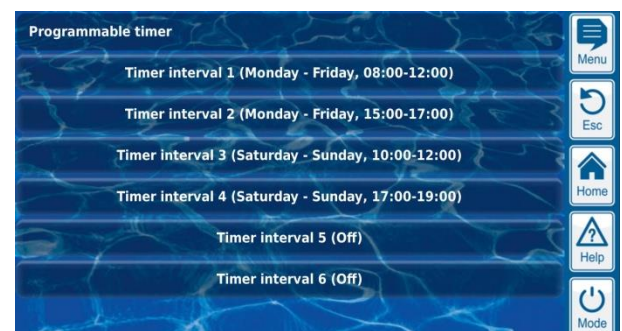 Programmable timer
Timer interval 1 (Monday - Friday, 08:00-12:00)
Timer interval 2 (Monday - Friday, 15:00-17:00)
Timer interval 3 (Saturday - Sunday, 10:00-12:00)
Timer interval 4 (Saturday - Sunday, 17:00-19:00)
Timer interval 5 (Off)
Timer interval 6 (Off)
Menu
Esc
Home
?
Help
Mode